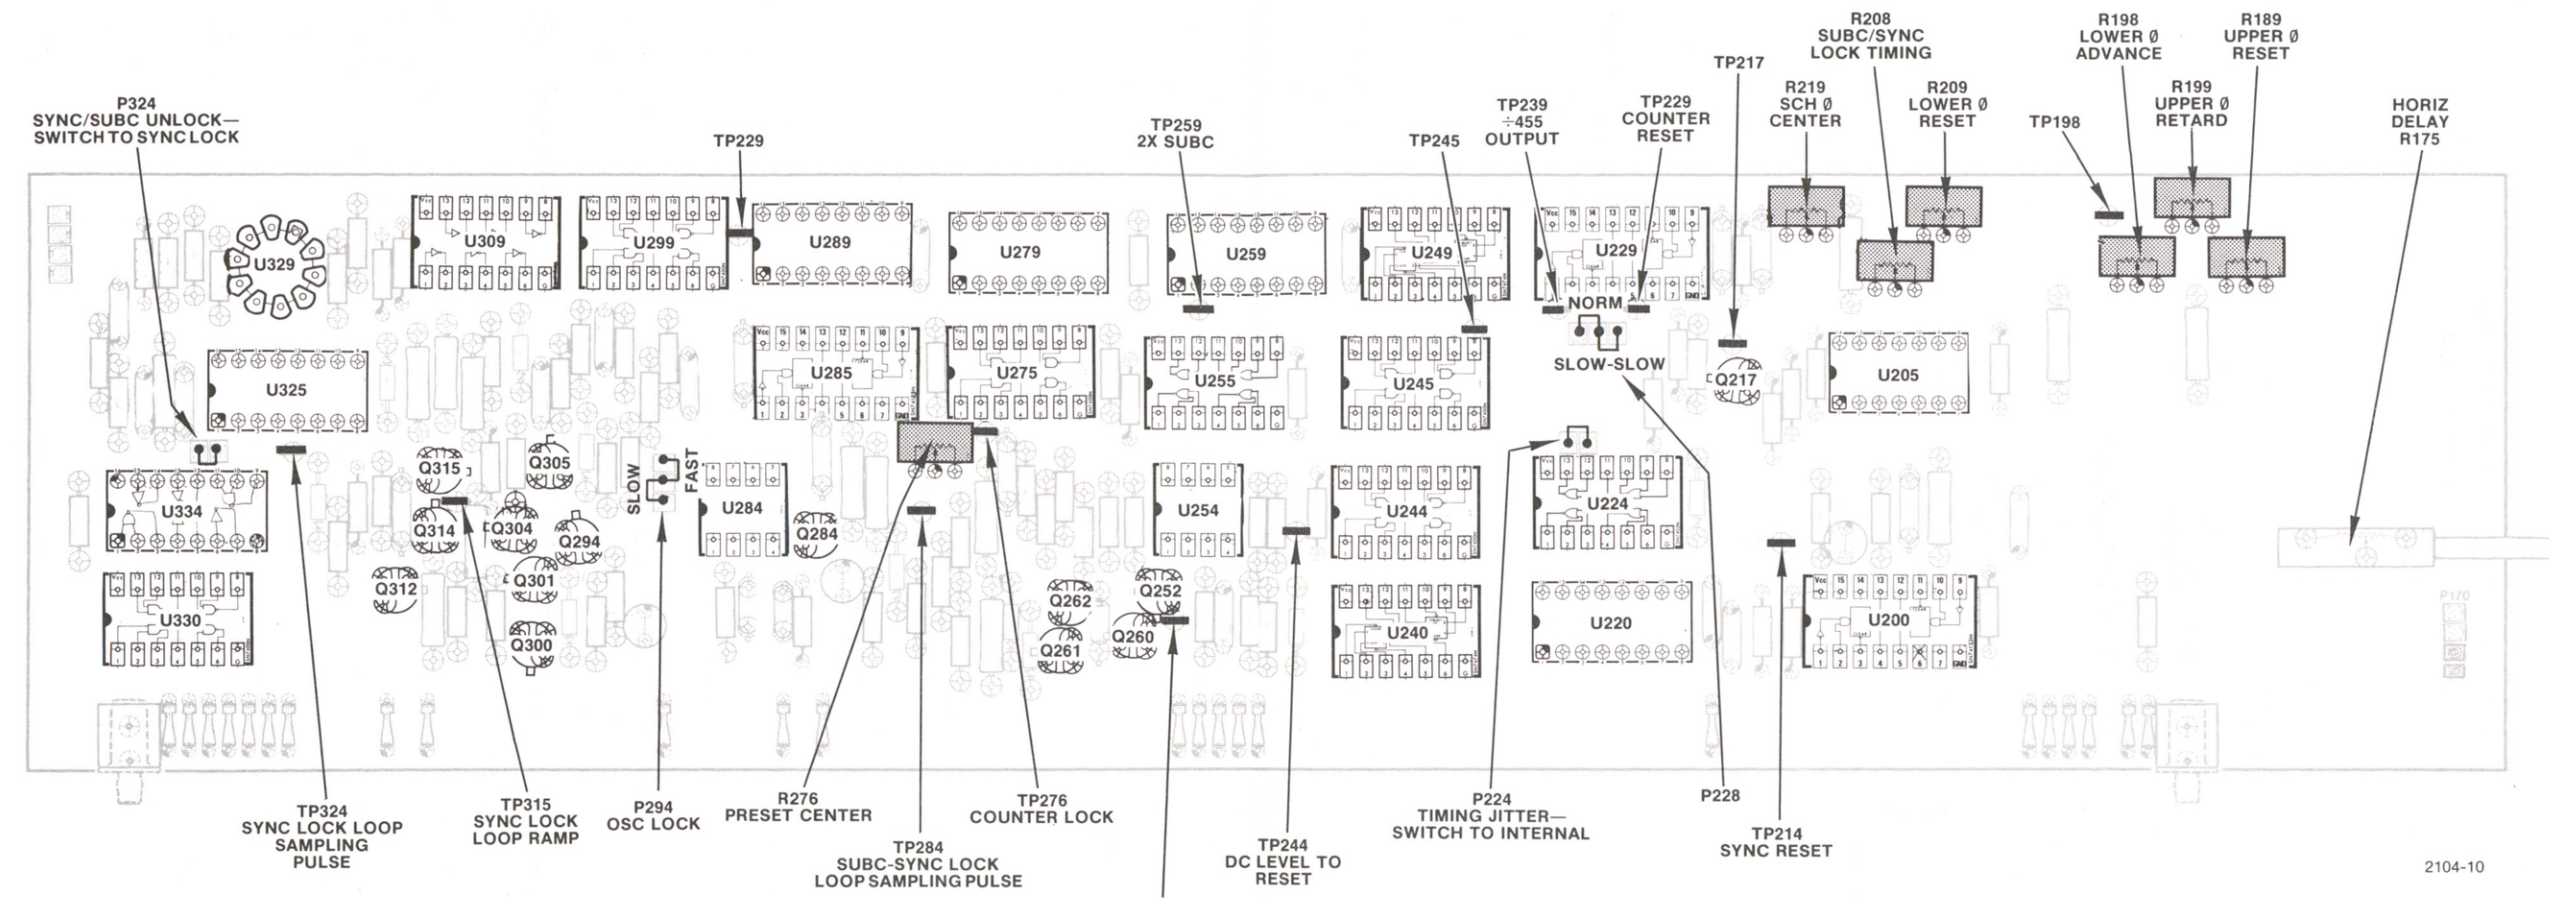 P324
SYNC/SUBC UNLOCK—
SWITCH TO SYNC LOCK
TP229
TP259
2X SUBC
TP245
TP239
÷455
OUTPUT
TP229
COUNTER
RESET
TP217
R219
SCH Ø
CENTER
R208
SUBC/SYNC
LOCK TIMING
R209
LOWER Ø
RESET
TP198
R198
LOWER Ø
ADVANCE
R199
UPPER Ø
RETARD
R189
UPPER Ø
RESET
HORIZ
DELAY
R175
U329
U309
U299
U289
U279
U259
U249
U229
NORM
SLOW-SLOW
U325
U285
U275
U255
U245
Q217
U205
Q315
Q305
SLOW
FAST
U334
Q314
Q304
Q294
U284
Q284
U254
U244
U224
Q312
Q301
Q262
Q252
U330
Q300
Q261
Q260
U240
U220
U200
P170
TP324
SYNC LOCK LOOP
SAMPLING
PULSE
TP315
SYNC LOCK
LOOP RAMP
P294
OSC LOCK
R276
PRESET CENTER
TP284
SUBC-SYNC LOCK
LOOP SAMPLING PULSE
TP276
COUNTER LOCK
TP244
DC LEVEL TO
RESET
P224
TIMING JITTER—
SWITCH TO INTERNAL
P228
TP214
SYNC RESET
2104-10